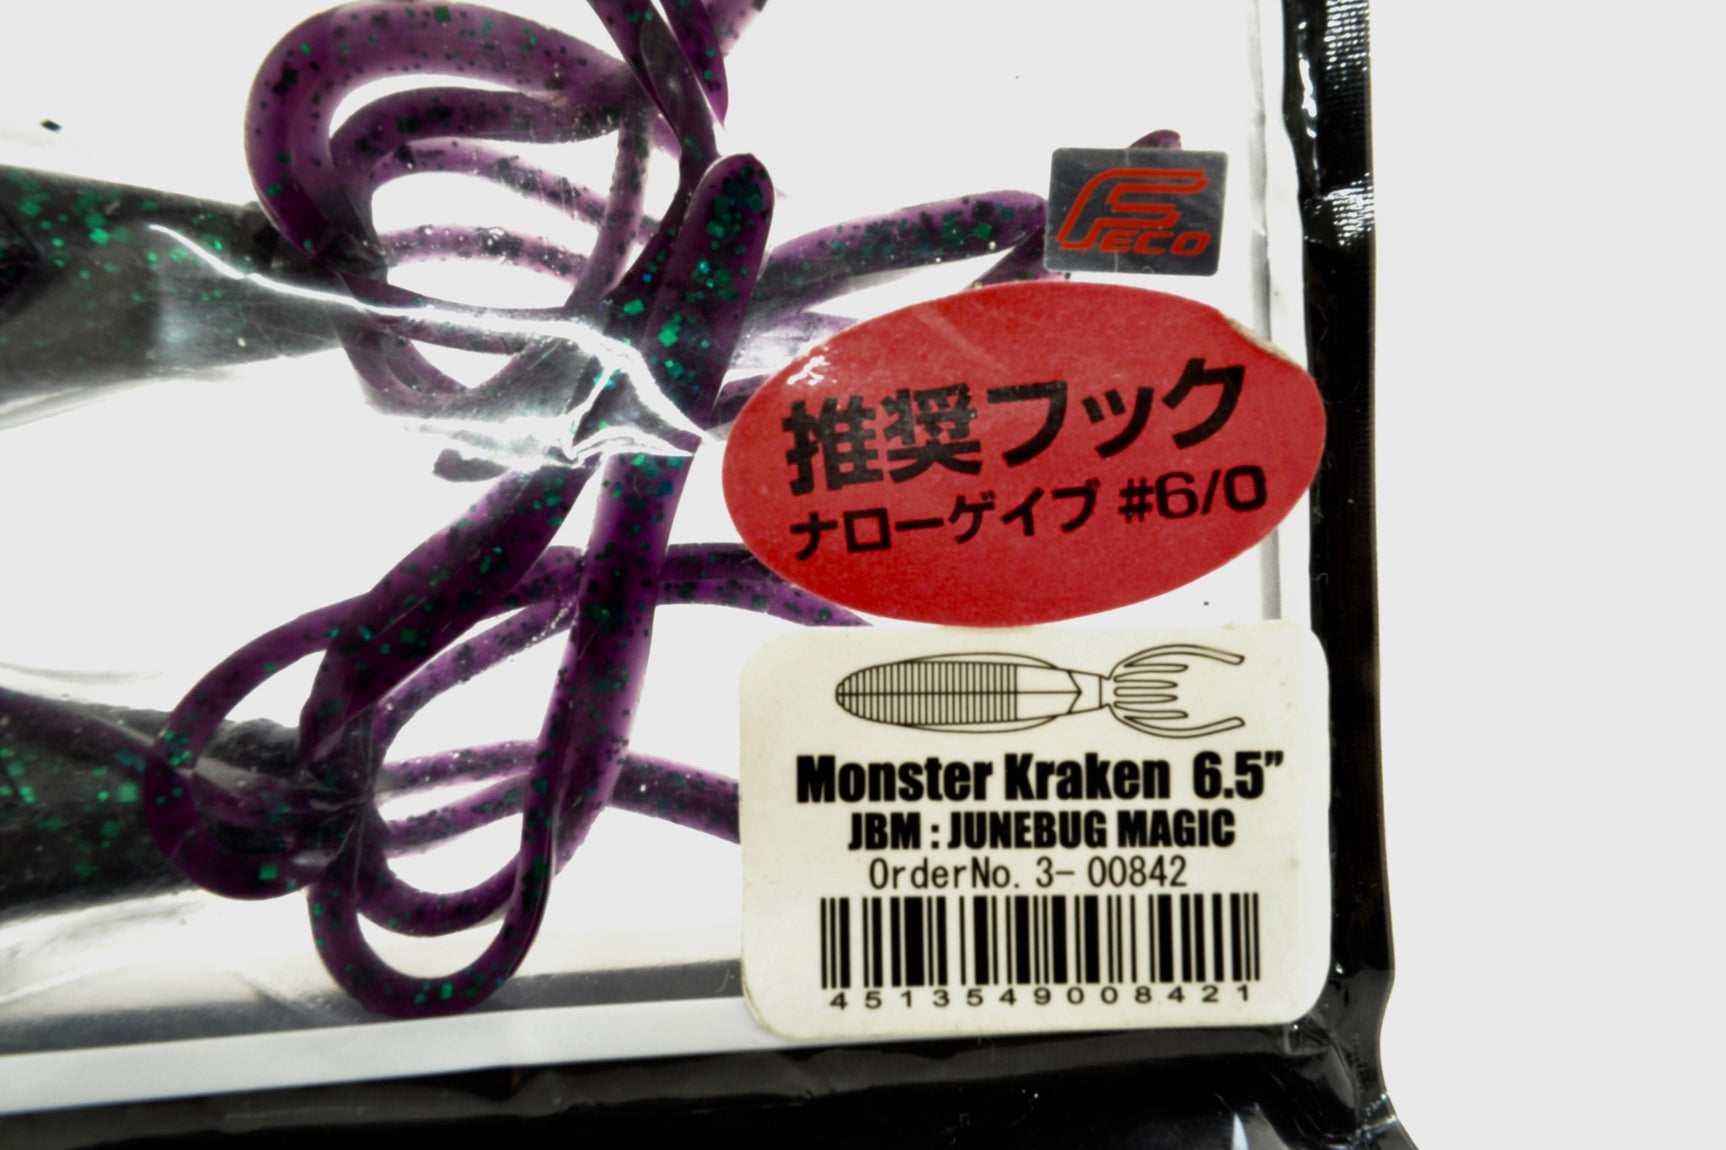 FECO
推奨フック
ナローゲイブ #6/0
Monster Kraken 6.5”
JBM : JUNEBUG MAGIC
OrderNo. 3- 00842
4513549008421